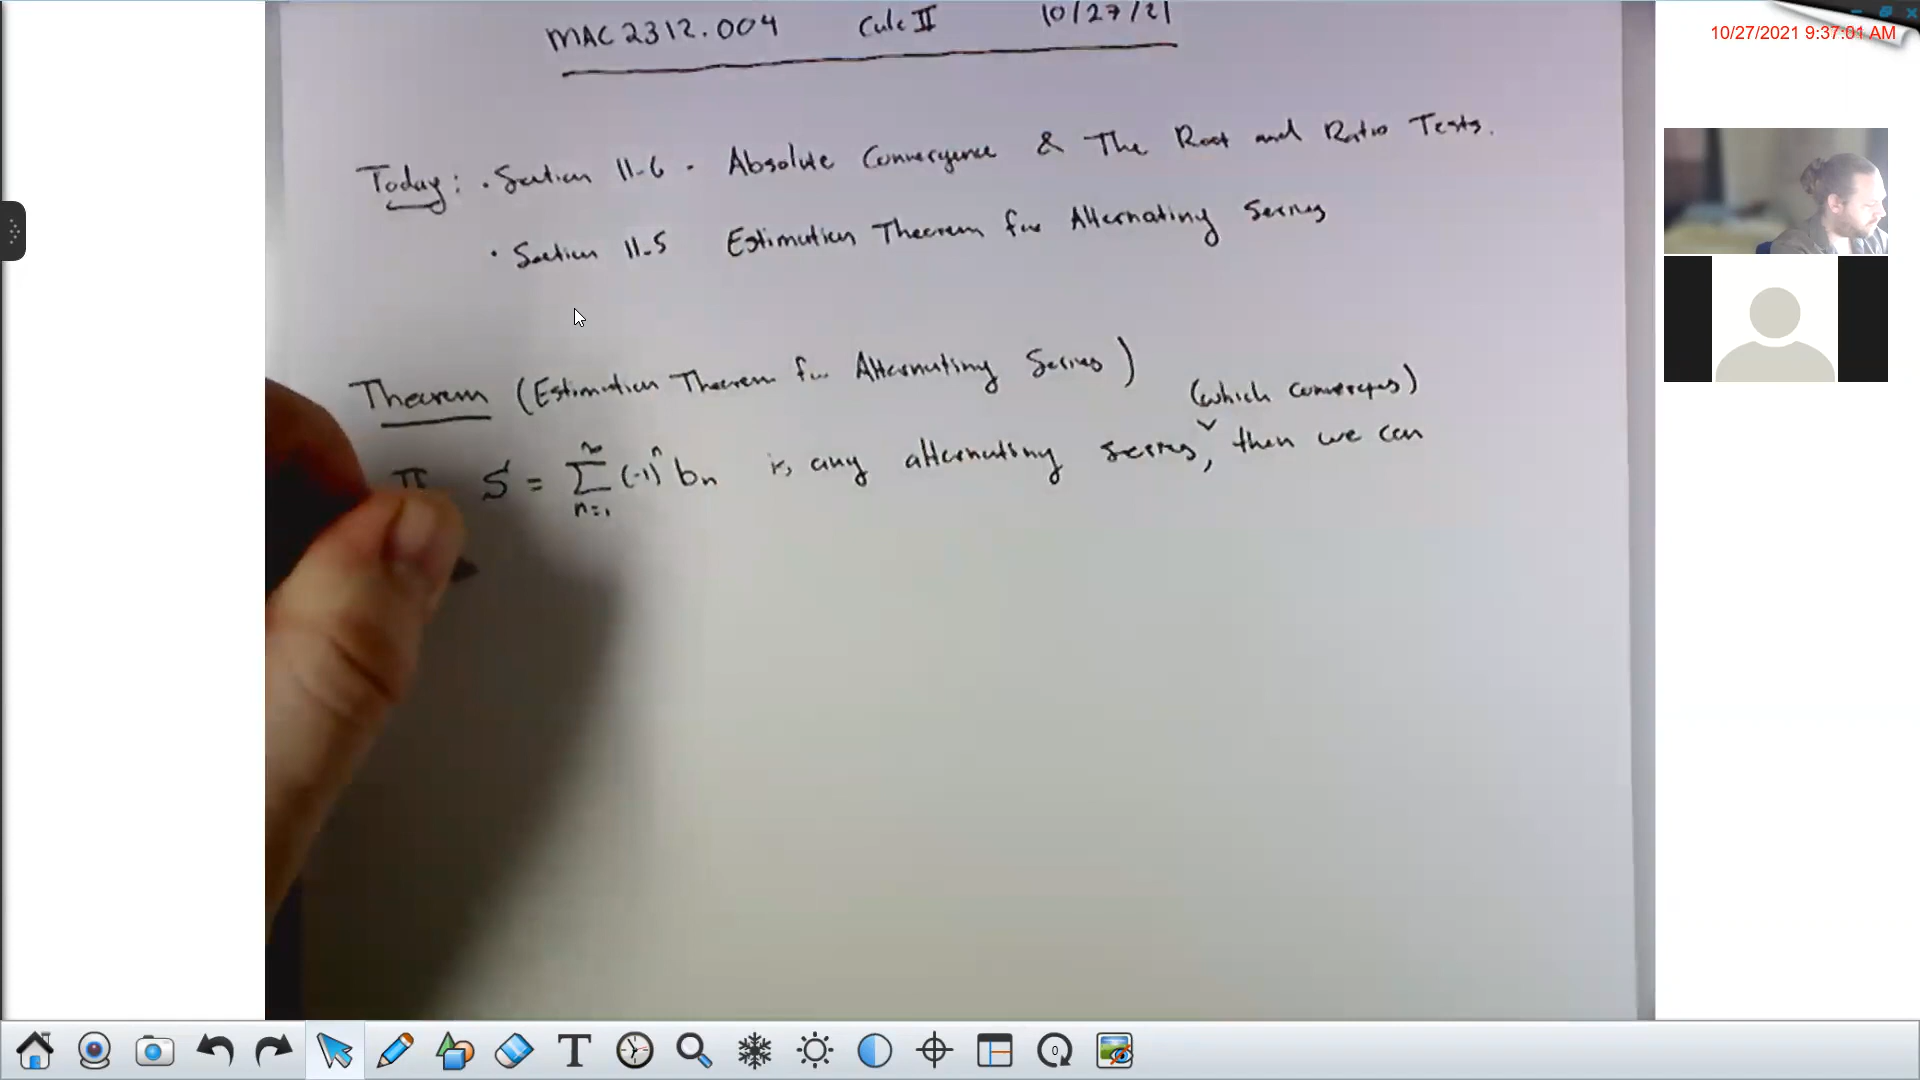 MAC2312.004 Calc II 10/27/21
10/27/2021 9:37:01 AM
Today: · Section 11.6 - Absolute Convergence & The Root and Ratio Tests.
· Section 11.5 Estimation Theorem for Alternating Series
Theorem (Estimation Theorem for Alternating Series)
(which converges)
If S = ∑_{n=1}^{∞} (-1)^n b_n is any alternating series, then we can